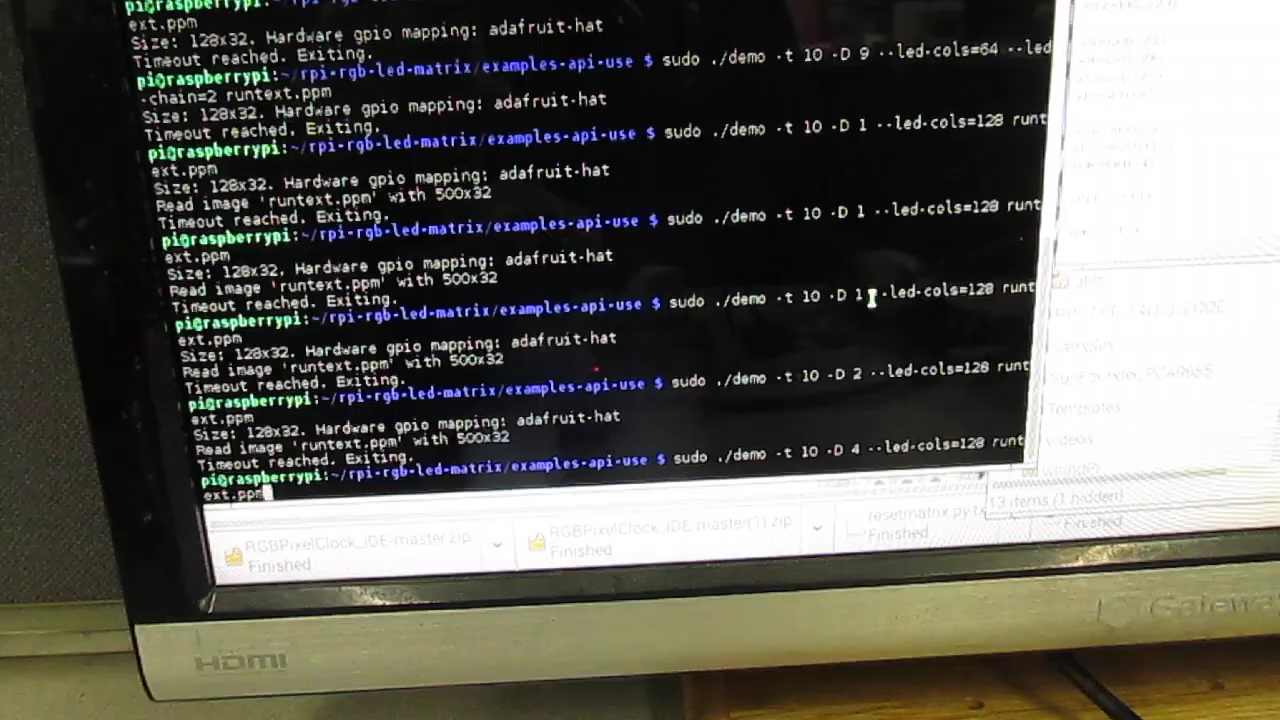 pi@raspberrypi:
ext.ppm
Size: 128x32. Hardware gpio mapping: adafruit-hat
Timeout reached. Exiting.
pi@raspberrypi:~/rpi-rgb-led-matrix/examples-api-use $ sudo ./demo -t 10 -D 9 --led-cols=64 --led
-chain=2 runtext.ppm
Size: 128x32. Hardware gpio mapping: adafruit-hat
Timeout reached. Exiting.
pi@raspberrypi:~/rpi-rgb-led-matrix/examples-api-use $ sudo ./demo -t 10 -D 1 --led-cols=128 runt
ext.ppm
Size: 128x32. Hardware gpio mapping: adafruit-hat
Read image 'runtext.ppm' with 500x32
Timeout reached. Exiting.
pi@raspberrypi:~/rpi-rgb-led-matrix/examples-api-use $ sudo ./demo -t 10 -D 1 --led-cols=128 runt
ext.ppm
Size: 128x32. Hardware gpio mapping: adafruit-hat
Read image 'runtext.ppm' with 500x32
Timeout reached. Exiting.
pi@raspberrypi:~/rpi-rgb-led-matrix/examples-api-use $ sudo ./demo -t 10 -D 1 --led-cols=128 runt
ext.ppm
Size: 128x32. Hardware gpio mapping: adafruit-hat
Read image 'runtext.ppm' with 500x32
Timeout reached. Exiting.
pi@raspberrypi:~/rpi-rgb-led-matrix/examples-api-use $ sudo ./demo -t 10 -D 2 --led-cols=128 runt
ext.ppm
Size: 128x32. Hardware gpio mapping: adafruit-hat
Read image 'runtext.ppm' with 500x32
Timeout reached. Exiting.
pi@raspberrypi:~/rpi-rgb-led-matrix/examples-api-use $ sudo ./demo -t 10 -D 4 --led-cols=128 runt
ext.ppm
Templates
13 items (1 hidden)
RGBPixelClock_IDE-master.zip
Finished
RGBPixelClock_IDE-master(1).zip
Finished
resetmatrix.py
Finished
Finished
HDMI
Gateway